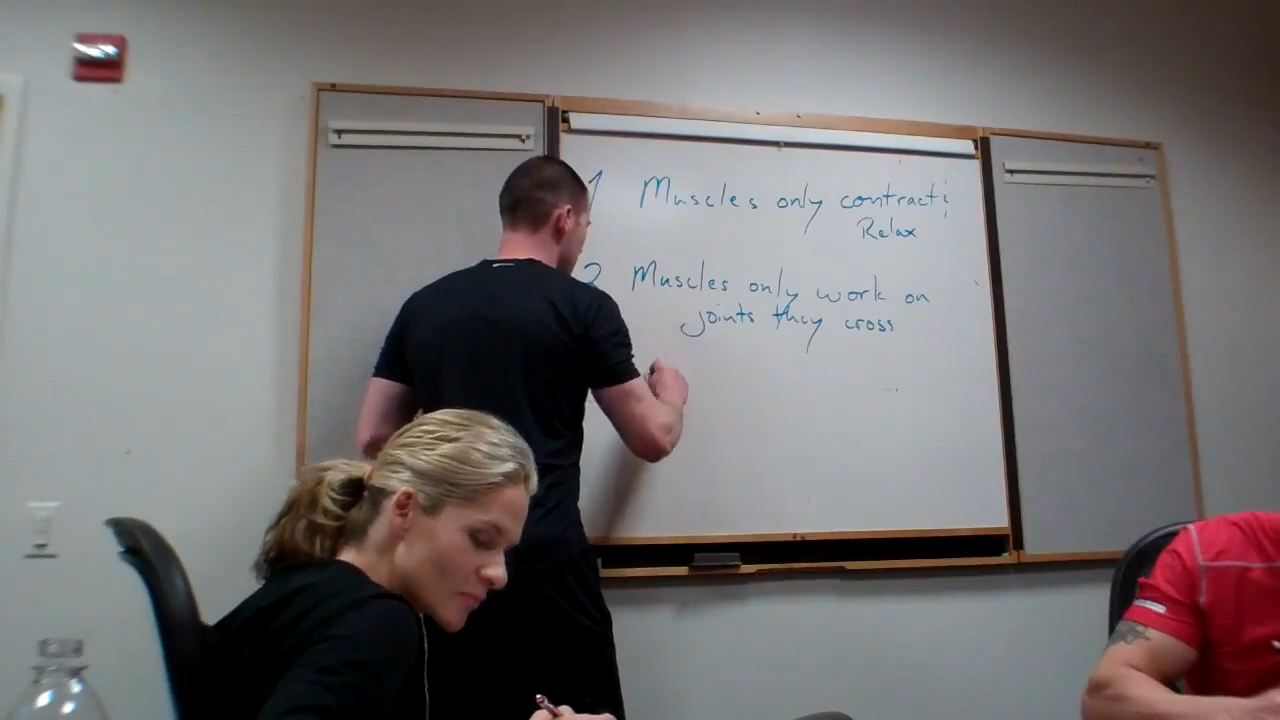 1 Muscles only contract;
Relax
2 Muscles only work on
joints they cross